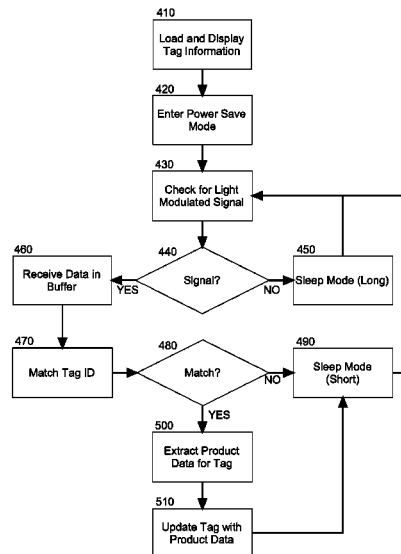 410
Load and Display
Tag Information
420
Enter Power Save
Mode
430
Check for Light
Modulated Signal
440
Signal?
YES
NO
450
Sleep Mode (Long)
460
Receive Data in
Buffer
470
Match Tag ID
480
Match?
NO
YES
490
Sleep Mode
(Short)
500
Extract Product
Data for Tag
510
Update Tag with
Product Data